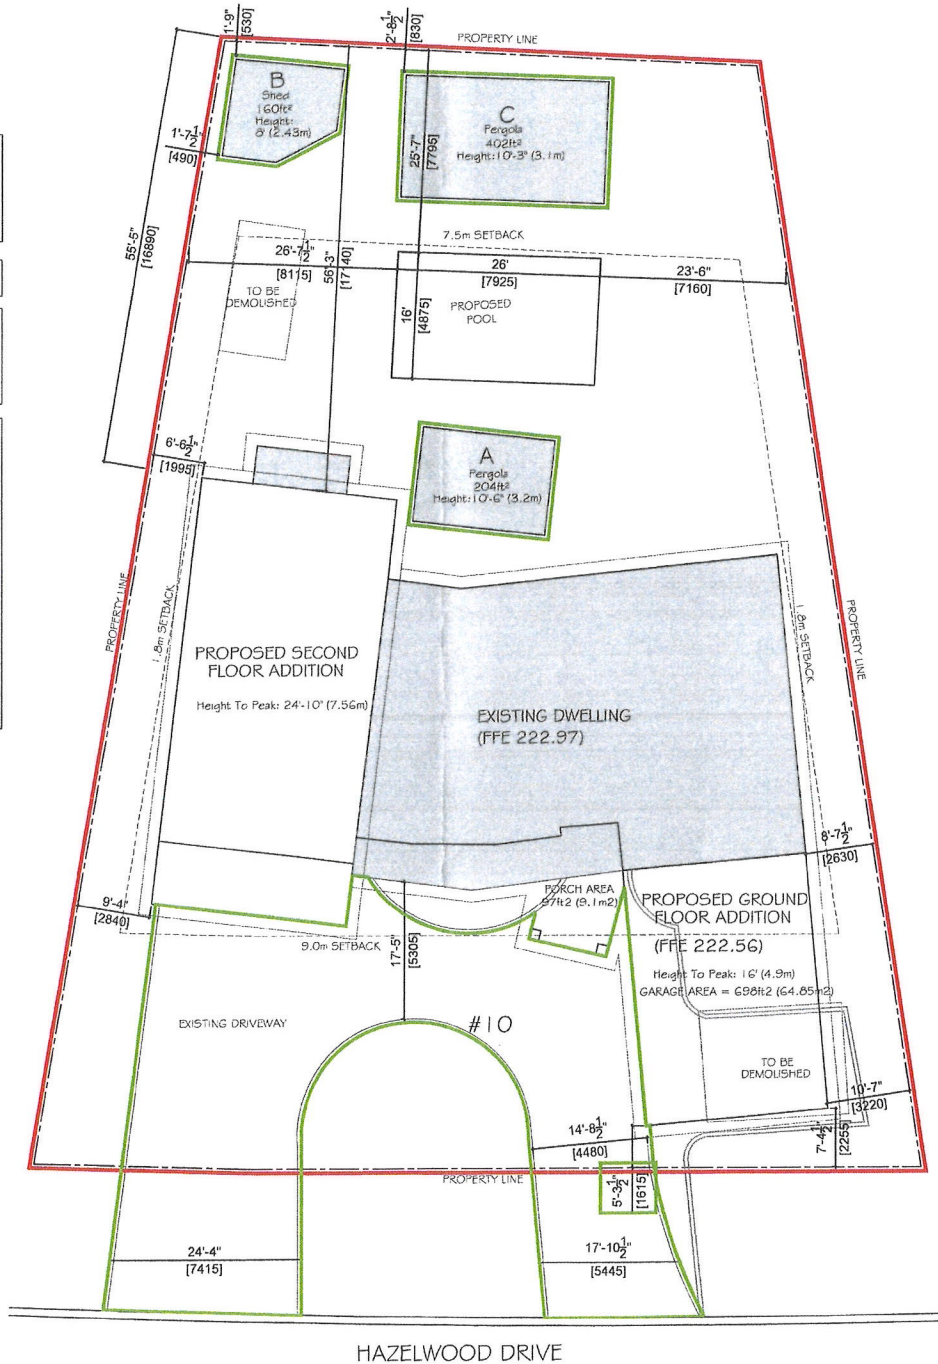 1'-9"
[530]
2'-8½"
[830]
PROPERTY LINE
B
Shed
160ft²
Height:
8' (2.43m)
C
Pergola
402ft²
Height:10'-3" (3.1m)
25'-7"
[7795]
1'-7½"
[490]
55'-5"
[16890]
7.5m SETBACK
26'-7½"
[8115]
56'-3"
[17140]
26'
[7925]
23'-6"
[7160]
TO BE
DEMOLISHED
16'
[4875]
PROPOSED
POOL
6'-6½"
[1995]
A
Pergola
204ft²
Height:10'-6" (3.2m)
PROPERTY LINE
1.8m SETBACK
1.8m SETBACK
PROPERTY LINE
PROPOSED SECOND
FLOOR ADDITION
Height To Peak: 24'-10" (7.56m)
EXISTING DWELLING
(FFE 222.97)
8'-7½"
[2630]
9'-4"
[2840]
PORCH AREA
97ft2 (9.1m2)
PROPOSED GROUND
FLOOR ADDITION
(FFE 222.56)
Height To Peak: 16' (4.9m)
GARAGE AREA = 698ft2 (64.85m2)
9.0m SETBACK
17'-5"
[5305]
EXISTING DRIVEWAY
#10
TO BE
DEMOLISHED
10'-7"
[3220]
14'-8½"
[4480]
7'-4½"
[2255]
PROPERTY LINE
5'-3½"
[1615]
24'-4"
[7415]
17'-10½"
[5445]
HAZELWOOD DRIVE